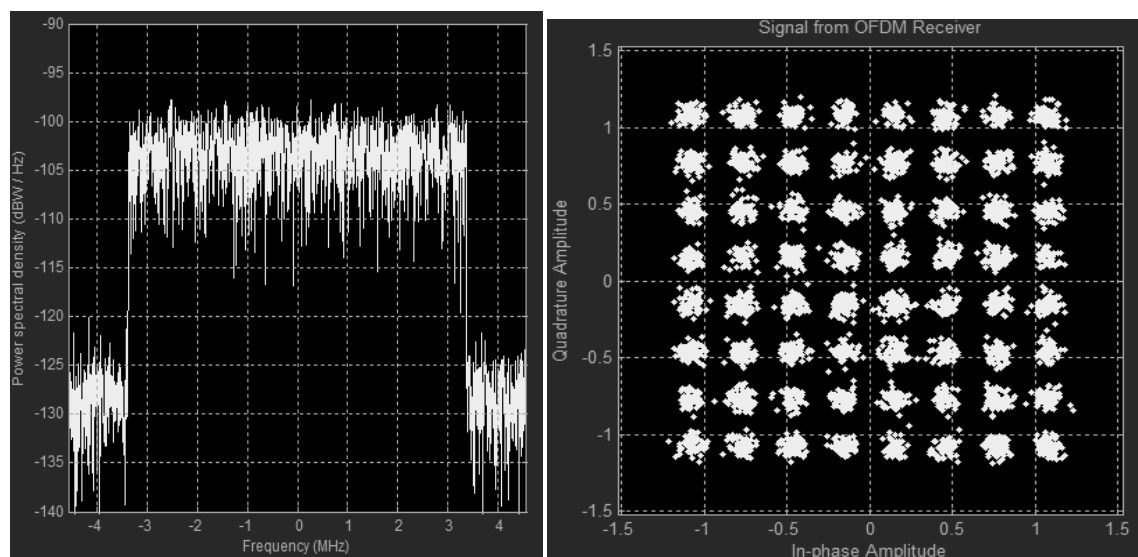 -90
-95
-100
-105
-110
-115
-120
-125
-130
-135
-140
Power spectral density (dBW / Hz)
-4 -3 -2 -1 0 1 2 3 4
Frequency (MHz)
Signal from OFDM Receiver
1.5
1
0.5
0
-0.5
-1
-1.5
Quadrature Amplitude
-1.5 -1 -0.5 0 0.5 1 1.5
In-phase Amplitude